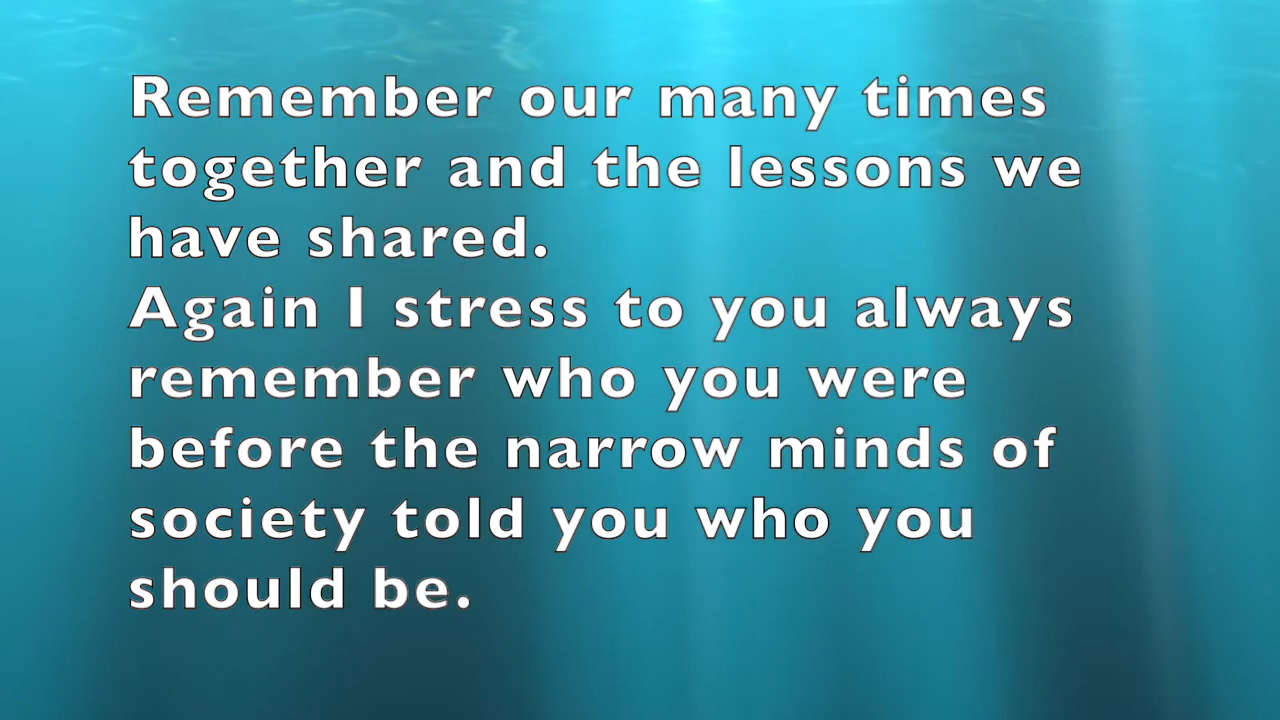 Remember our many times
together and the lessons we
have shared.
Again I stress to you always
remember who you were
before the narrow minds of
society told you who you
should be.